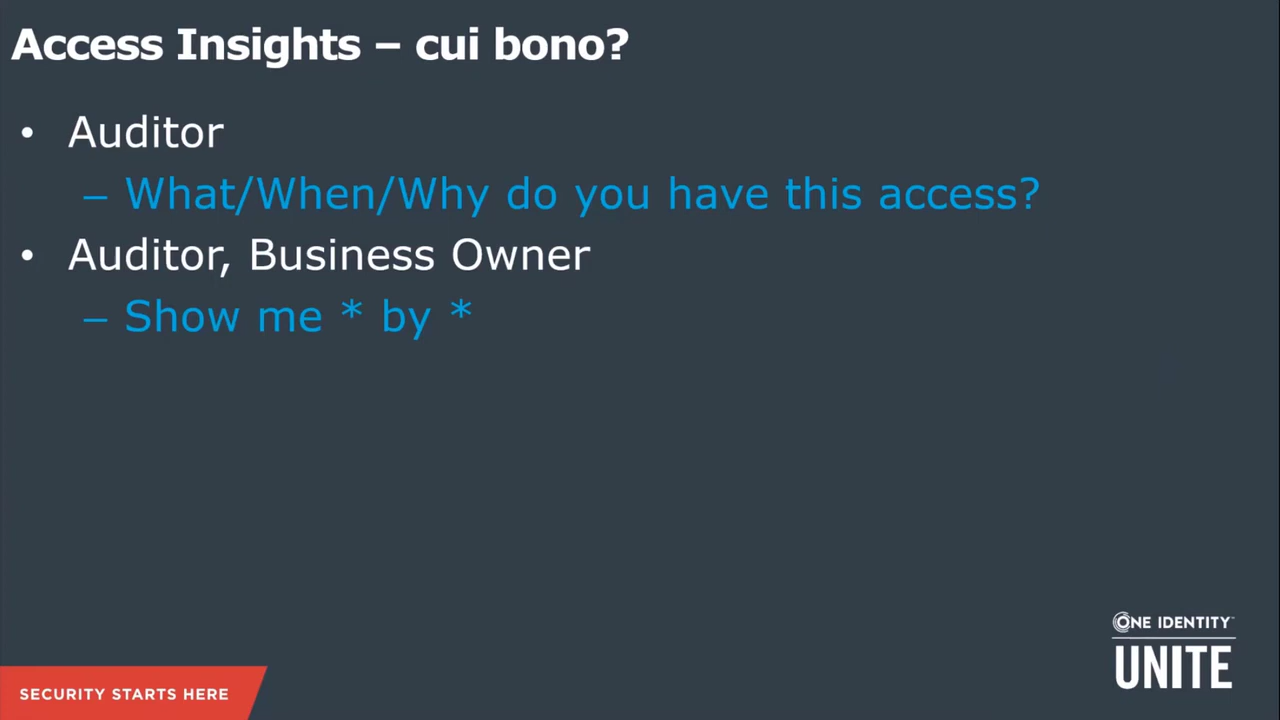 Access Insights – cui bono?
• Auditor
– What/When/Why do you have this access?
• Auditor, Business Owner
– Show me * by *
ONE IDENTITY™
UNITE
SECURITY STARTS HERE